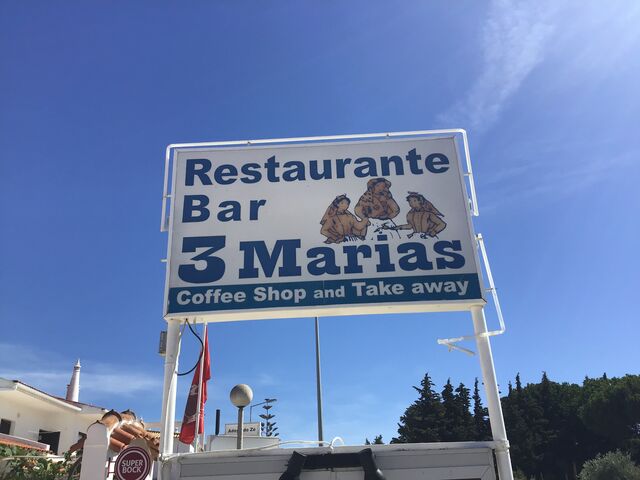 Restaurante
Bar
3 Marias
Coffee Shop and Take away
SUPER
BOCK